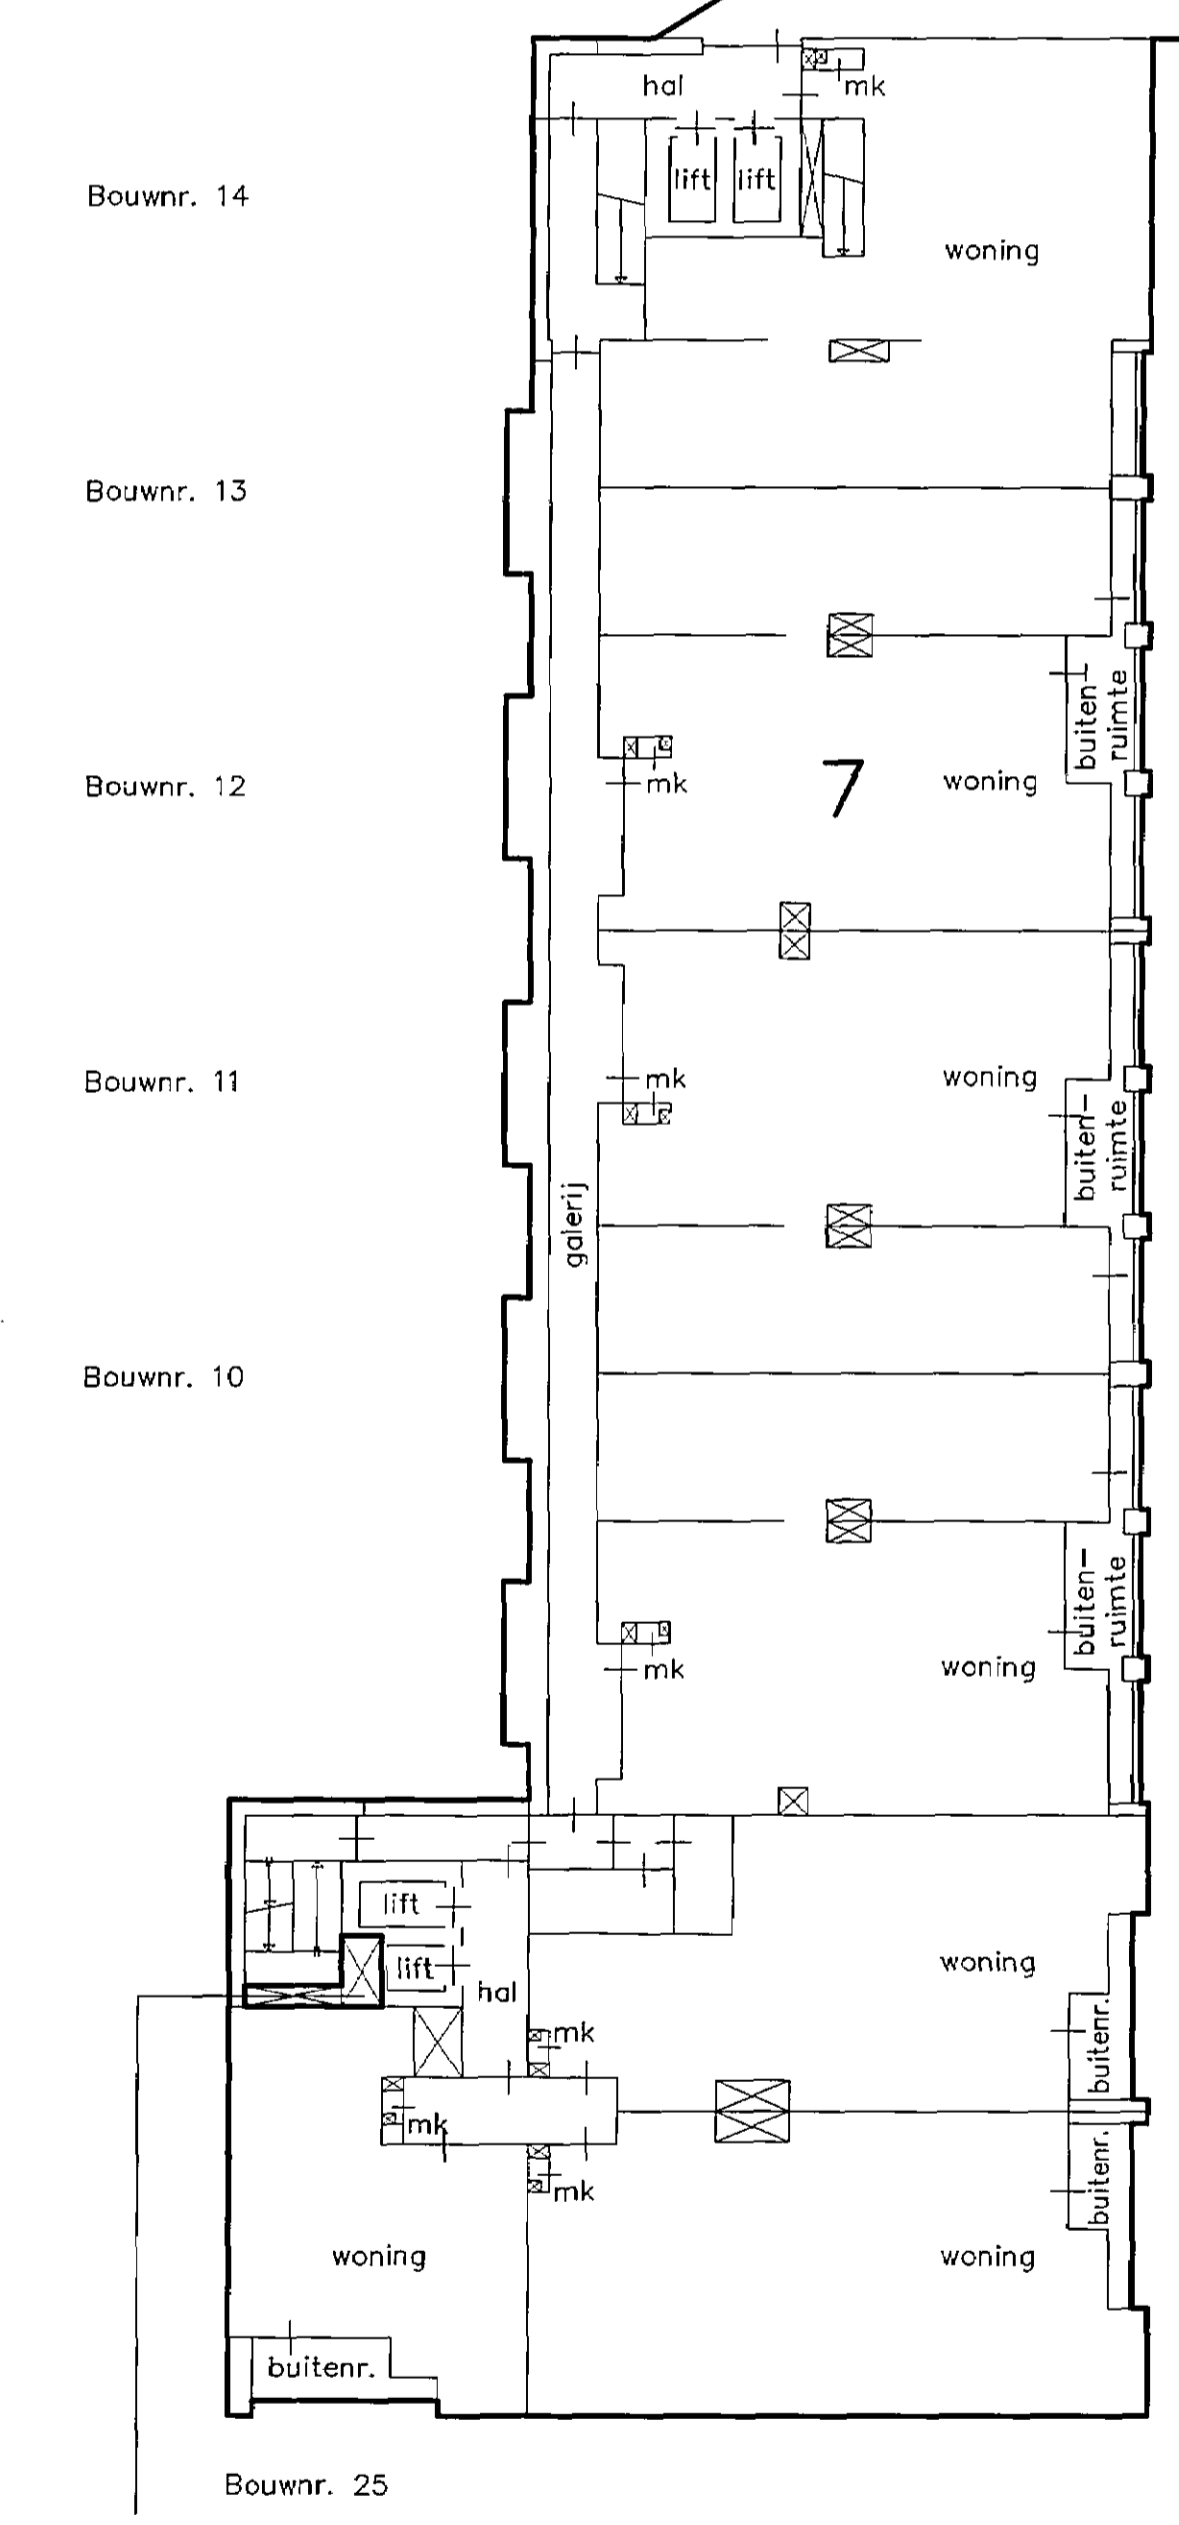 hal
mk
Bouwnr. 14
lift
lift
woning
Bouwnr. 13
buiten-
ruimte
Bouwnr. 12
mk
7
woning
Bouwnr. 11
mk
woning
buiten-
ruimte
galerij
Bouwnr. 10
buiten-
ruimte
mk
woning
lift
lift
hal
woning
mk
buitenr.
mk
buitenr.
mk
woning
woning
buitenr.
Bouwnr. 25